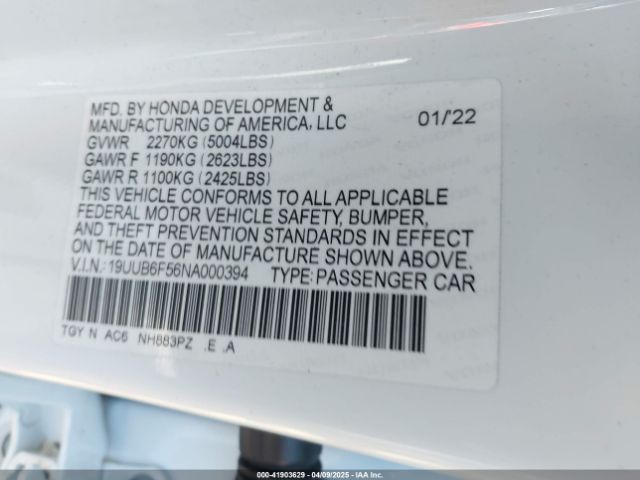 MFD. BY HONDA DEVELOPMENT &
MANUFACTURING OF AMERICA, LLC 01/22
GVWR 2270KG (5004LBS)
GAWR F 1190KG (2623LBS)
GAWR R 1100KG (2425LBS)
THIS VEHICLE CONFORMS TO ALL APPLICABLE
FEDERAL MOTOR VEHICLE SAFETY, BUMPER,
AND THEFT PREVENTION STANDARDS IN EFFECT
ON THE DATE OF MANUFACTURE SHOWN ABOVE.
V.I.N.: 19UUB6F56NA000394 TYPE: PASSENGER CAR
TGY N AC6 NH883PZ .E .A
000-41903629 04/09/2025 IAAI.COM